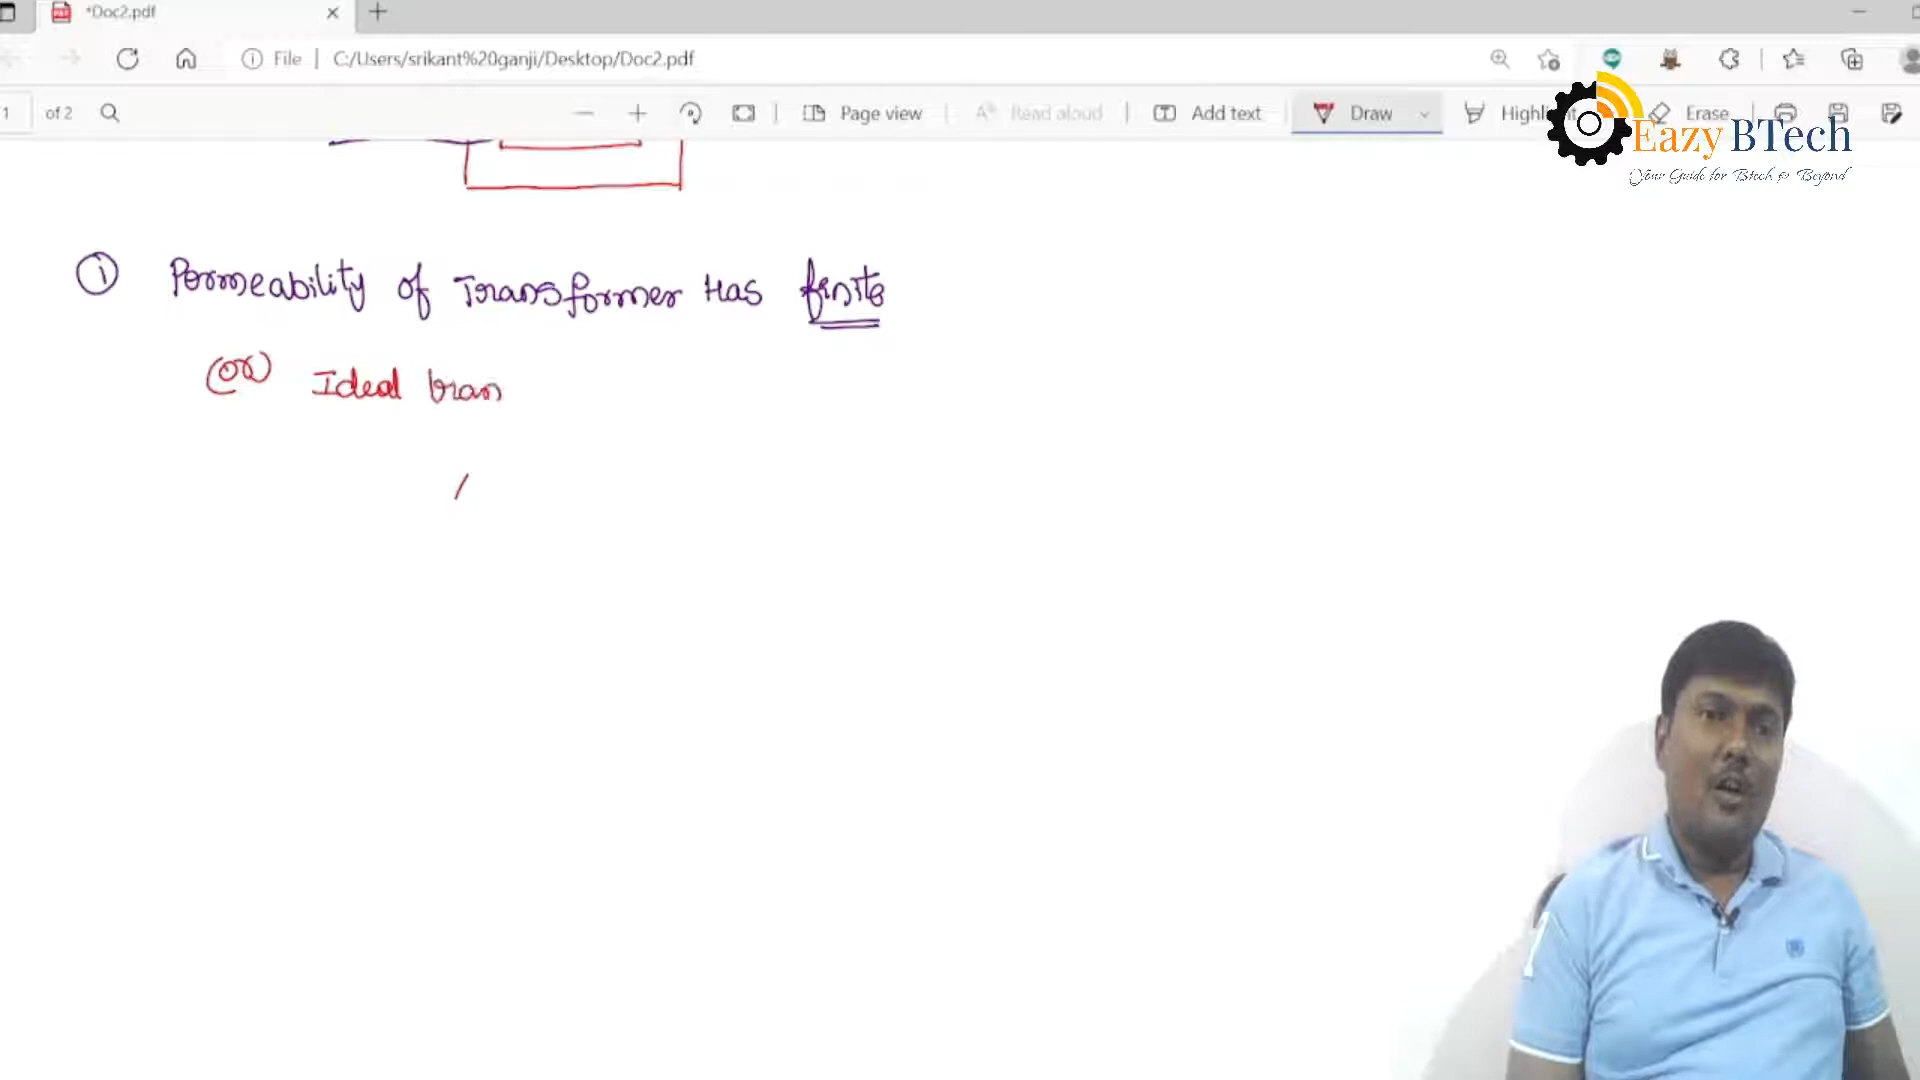 *Doc2.pdf
File | C:/Users/srikant%20ganji/Desktop/Doc2.pdf
1 of 2 Page view Read aloud Add text Draw Highlight Erase
Eazy BTech
Your Guide for Btech & Beyond
① Permeability of Transformer Has finite
(or) Ideal tran